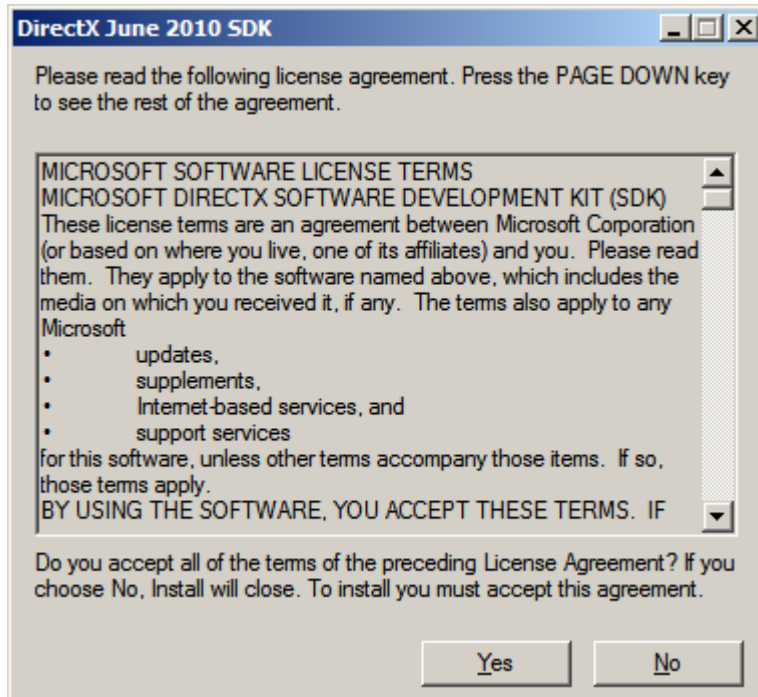 DirectX June 2010 SDK
Please read the following license agreement. Press the PAGE DOWN key
to see the rest of the agreement.
MICROSOFT SOFTWARE LICENSE TERMS
MICROSOFT DIRECTX SOFTWARE DEVELOPMENT KIT (SDK)
These license terms are an agreement between Microsoft Corporation
(or based on where you live, one of its affiliates) and you.  Please read
them.  They apply to the software named above, which includes the
media on which you received it, if any.  The terms also apply to any
Microsoft
• updates,
• supplements,
• Internet-based services, and
• support services
for this software, unless other terms accompany those items.  If so,
those terms apply.
BY USING THE SOFTWARE, YOU ACCEPT THESE TERMS.  IF
Do you accept all of the terms of the preceding License Agreement? If you
choose No, Install will close. To install you must accept this agreement.
Yes
No